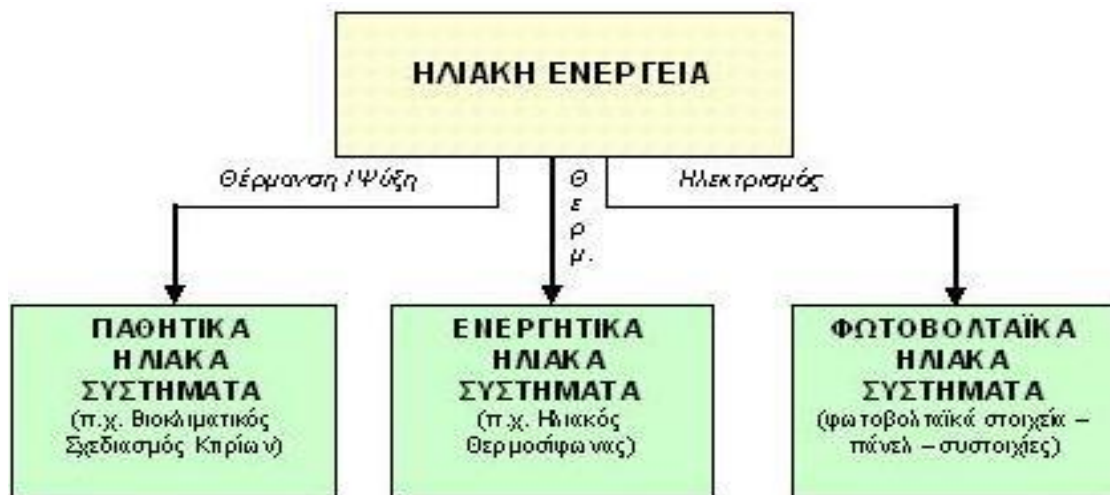 ΗΛΙΑΚΗ ΕΝΕΡΓΕΙΑ
Θέρμανση / Ψύξη
Θ
ε
ρ
μ.
Ηλεκτρισμός
ΠΑΘΗΤΙΚΑ
ΗΛΙΑΚΑ
ΣΥΣΤΗΜΑΤΑ
(π.χ. Βιοκλιματικός
Σχεδιασμός Κτιρίων)
ΕΝΕΡΓΗΤΙΚΑ
ΗΛΙΑΚΑ
ΣΥΣΤΗΜΑΤΑ
(π.χ. Ηλιακός
Θερμοσίφωνας)
ΦΩΤΟΒΟΛΤΑΪΚΑ
ΗΛΙΑΚΑ
ΣΥΣΤΗΜΑΤΑ
(φωτοβολταϊκά στοιχεία –
πάνελ – συστοιχίες)